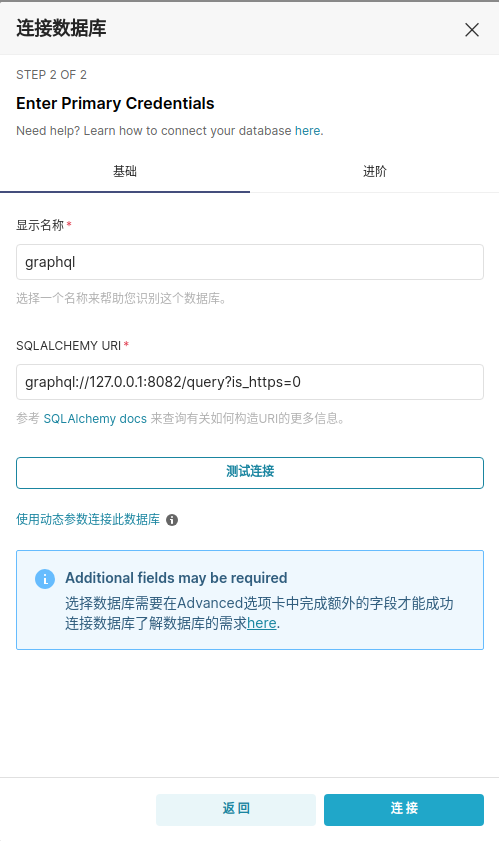 连接数据库
STEP 2 OF 2
Enter Primary Credentials
Need help? Learn how to connect your database here.
基础 进阶
显示名称*
graphql
选择一个名称来帮助您识别这个数据库。
SQLALCHEMY URI*
graphql://127.0.0.1:8082/query?is_https=0
参考 SQLAlchemy docs 来查询有关如何构造URI的更多信息。
测试连接
使用动态参数连接此数据库
Additional fields may be required
选择数据库需要在Advanced选项卡中完成额外的字段才能成功
连接数据库了解数据库的需求here.
返回 连接